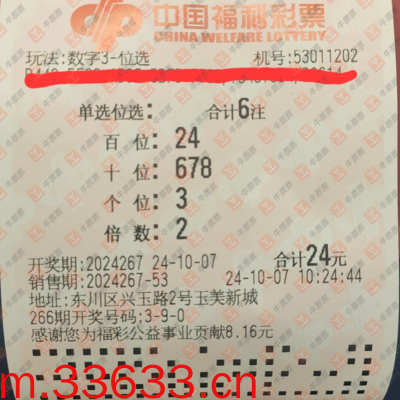 中国福利彩票
CHINA WELFARE LOTTERY
玩法:数字3-位选 机号:53011202
单选位选: 合计6注
百位: 24
十位: 678
个位: 3
倍数: 2
开奖期:2024267 24-10-07 合计24元
销售期:2024267-53 24-10-07 10:24:44
地址:东川区兴玉路2号玉美新城
266期开奖号码:3-9-0
感谢您为福彩公益事业贡献8.16元
m.33633.cn